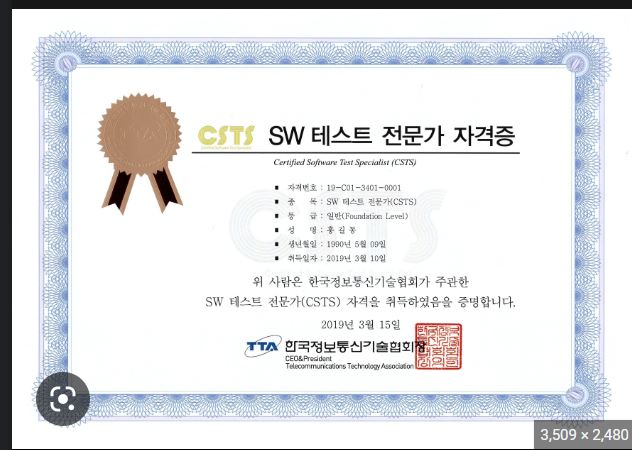 CSTS SW 테스트 전문가 자격증
Certified Software Test Specialist (CSTS)
■ 자격번호 : 19-C01-3401-0001
■ 종 목 : SW 테스트 전문가(CSTS)
■ 등 급 : 일반(Foundation Level)
■ 성 명 : 홍 길 동
■ 생년월일 : 1990년 5월 09일
■ 취득일자 : 2019년 3월 10일
위 사람은 한국정보통신기술협회가 주관한
SW 테스트 전문가(CSTS) 자격을 취득하였음을 증명합니다.
2019년 3월 15일
TTA 한국정보통신기술협회장
CEO&President
Telecommunications Technology Association
3,509 × 2,480